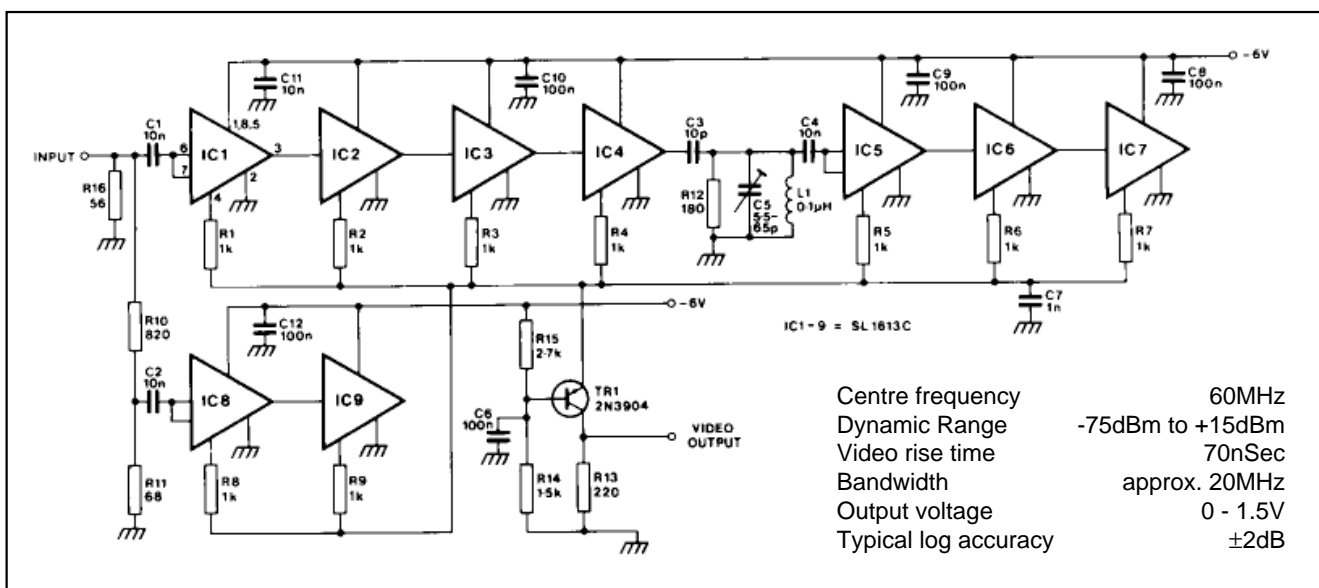 -6V
C11
10n
C10
100n
C9
100n
C8
100n
C1
10n
INPUT
6
7
1,8,5
IC1
3
2
4
IC2
IC3
IC4
C3
10p
C4
10n
IC5
IC6
IC7
R16
56
R12
180
C5
5·5–
65p
L1
0·1µH
R1
1k
R2
1k
R3
1k
R4
1k
R5
1k
R6
1k
R7
1k
C7
1n
R10
820
C12
100n
-6V
IC1-9 = SL1613C
R15
2·7k
C2
10n
IC8
IC9
TR1
2N3904
C6
100n
VIDEO
OUTPUT
R11
68
R8
1k
R9
1k
R14
1·5k
R13
220
Centre frequency 60MHz
Dynamic Range -75dBm to +15dBm
Video rise time 70nSec
Bandwidth approx. 20MHz
Output voltage 0 - 1.5V
Typical log accuracy ±2dB